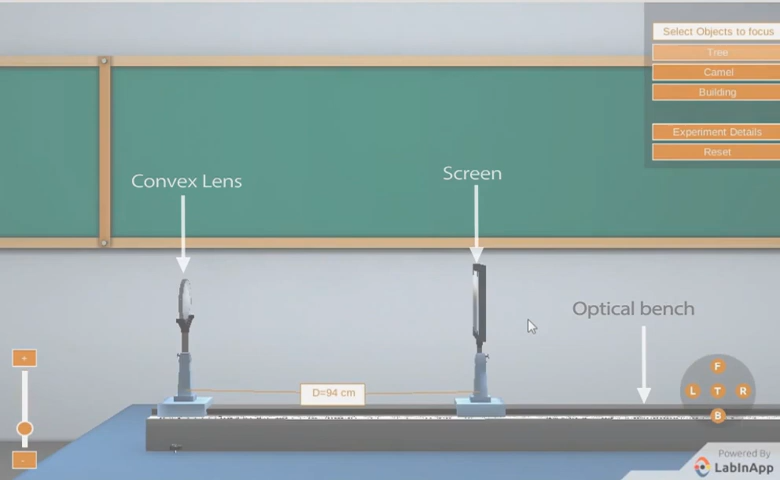 Select Objects to focus
Tree
Camel
Building
Experiment Details
Reset
Convex Lens
Screen
Optical bench
+
-
D=94 cm
F
L T R
B
Powered By
LabInApp